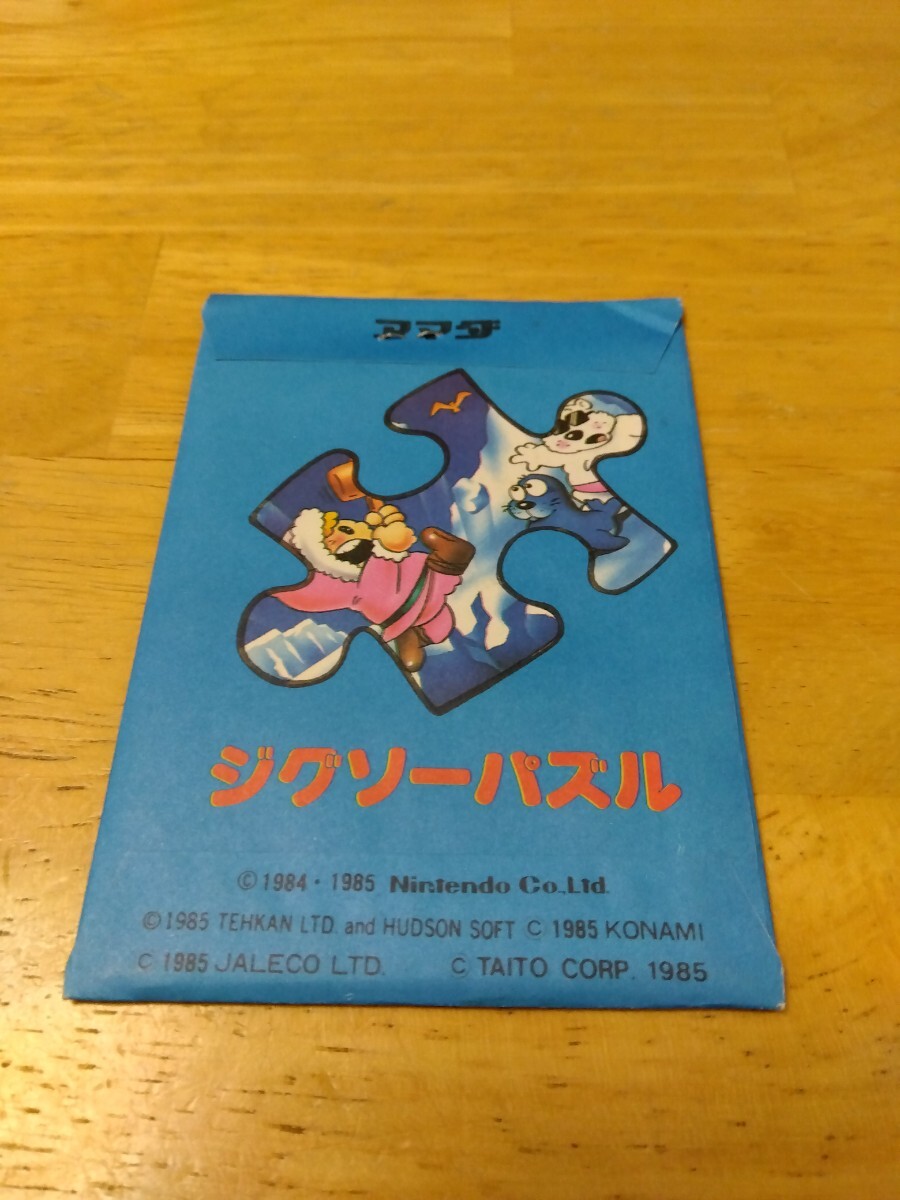 アマダ
ジグソーパズル
©1984・1985 Nintendo Co.,Ltd.
©1985 TEHKAN LTD. and HUDSON SOFT © 1985 KONAMI
© 1985 JALECO LTD. © TAITO CORP. 1985